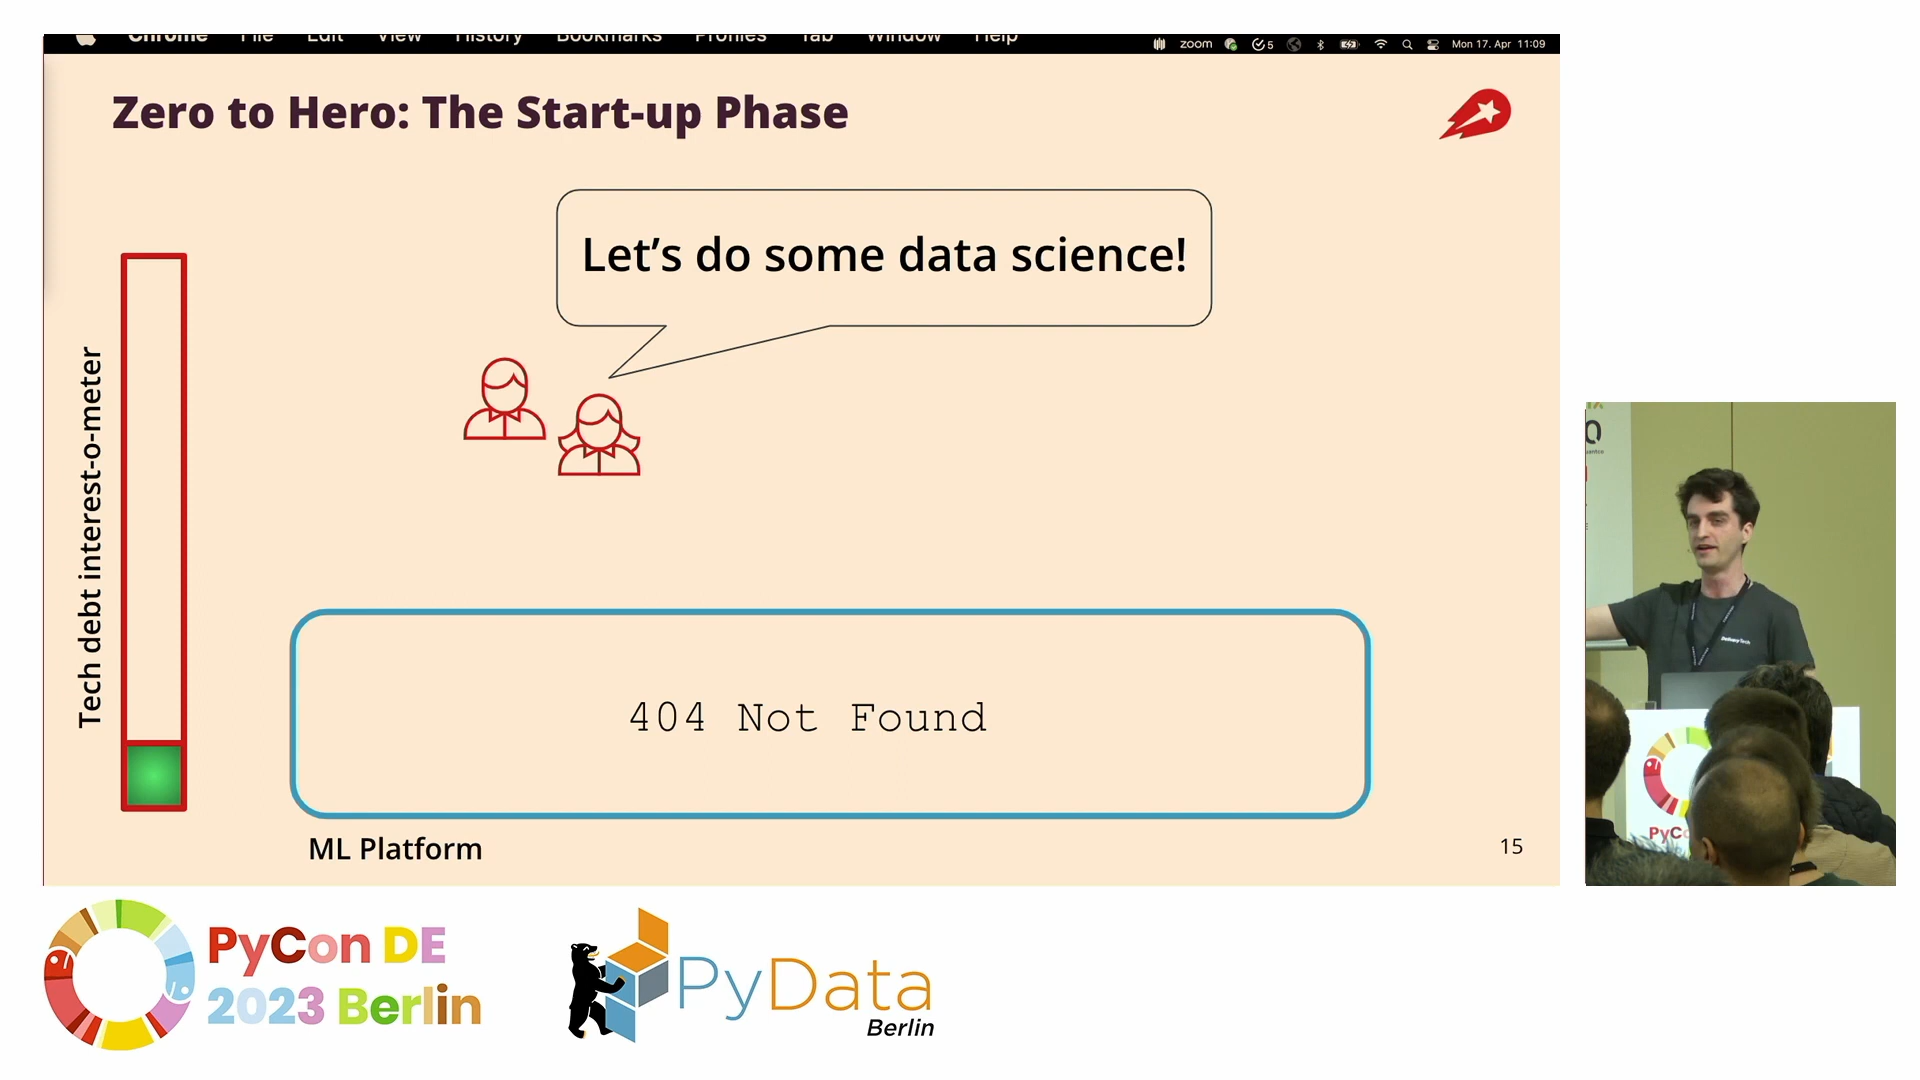 Chrome File Edit View History Bookmarks Profiles Tab Window Help
zoom 5 Mon 17. Apr 11:09
Zero to Hero: The Start-up Phase
Let's do some data science!
Tech debt interest-o-meter
404 Not Found
ML Platform
15
PyCon DE
2023 Berlin
PyData
Berlin